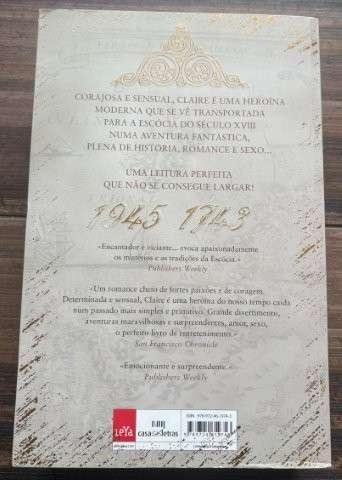 CORAJOSA E SENSUAL, CLAIRE É UMA HEROÍNA
MODERNA QUE SE VÊ TRANSPORTADA
PARA A ESCÓCIA DO SÉCULO XVIII
NUMA AVENTURA FANTÁSTICA,
PLENA DE HISTÓRIA, ROMANCE E SEXO...
UMA LEITURA PERFEITA
QUE NÃO SE CONSEGUE LARGAR!
1945 1743
«Encantador e viciante... evoca apaixonadamente
os mistérios e as tradições da Escócia.»
Publishers Weekly
«Um romance cheio de fortes paixões e de coragem.
Determinada e sensual, Claire é uma heroína do nosso tempo caída
num passado mais simples e primitivo. Grande divertimento,
aventuras maravilhosas e surpreendentes, amor, sexo,
o perfeito livro de entretenimento.»
San Francisco Chronicle
«Emocionante e surpreendente.»
Publishers Weekly
ISBN
leya
casadasletras